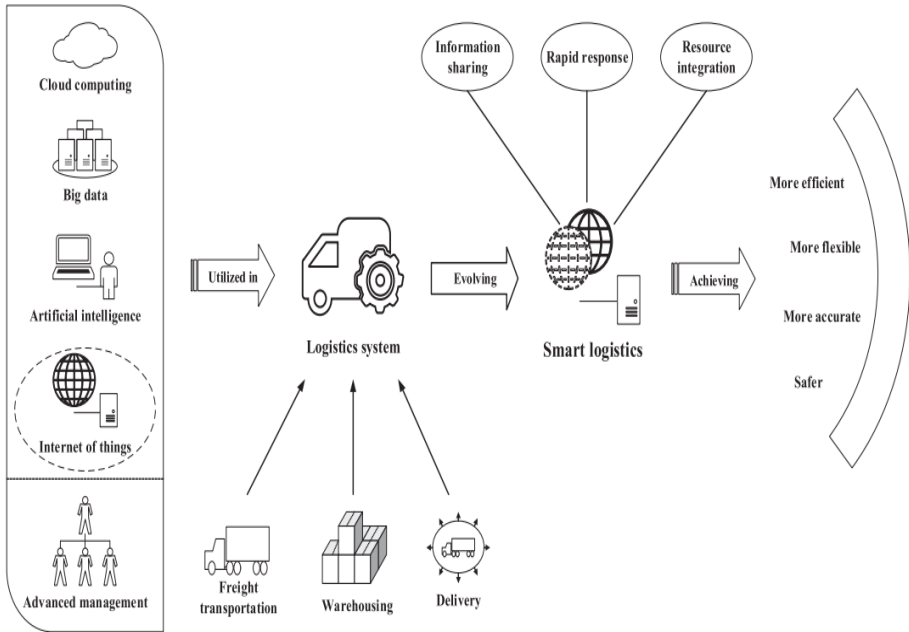 Cloud computing
Big data
Artificial intelligence
Internet of things
Advanced management
Utilized in
Logistics system
Freight
transportation
Warehousing
Delivery
Evolving
Information
sharing
Rapid response
Resource
integration
Smart logistics
Achieving
More efficient
More flexible
More accurate
Safer